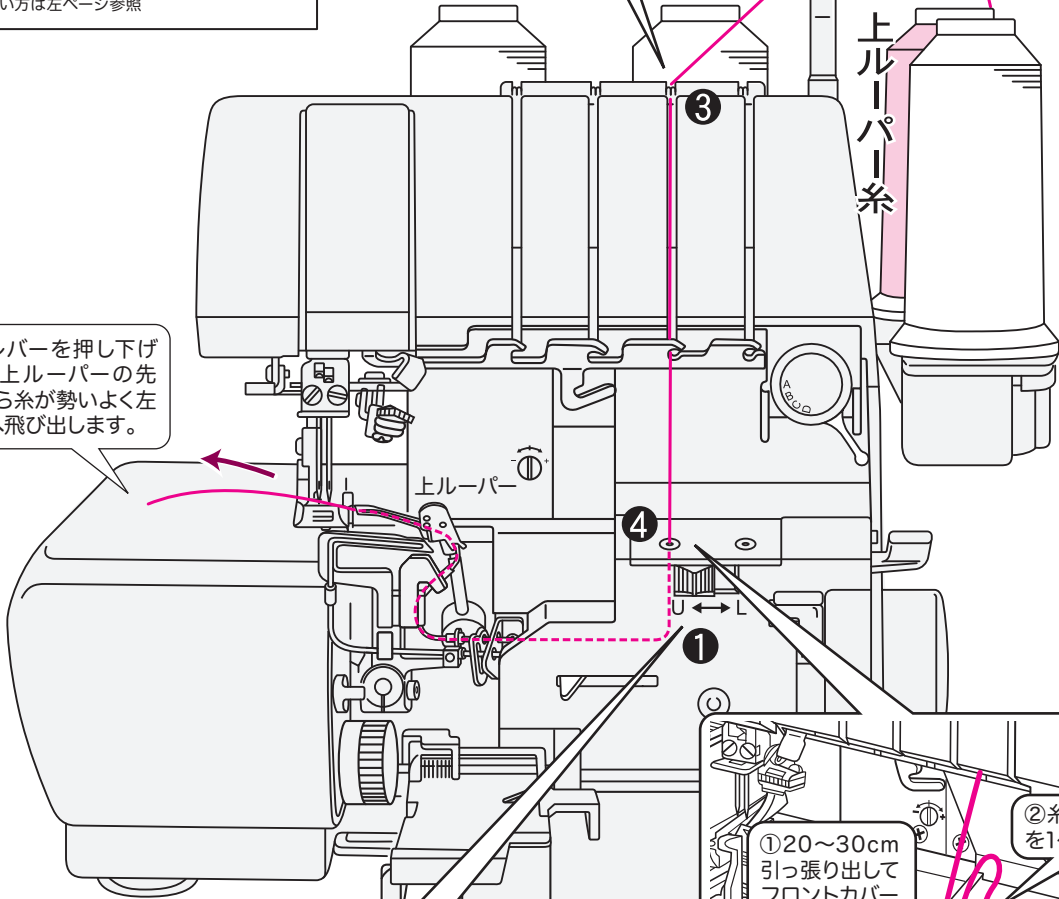 い方は左ページ参照
上ルーパー糸
❸
バーを押し下げ
上ルーパーの先
ら糸が勢いよく左
飛び出します。
A
B
C
D
- +
上ルーパー
❹
U ↔ L
❶
- +
①20〜30cm
引っ張り出して
フロントカバー
②糸
を1